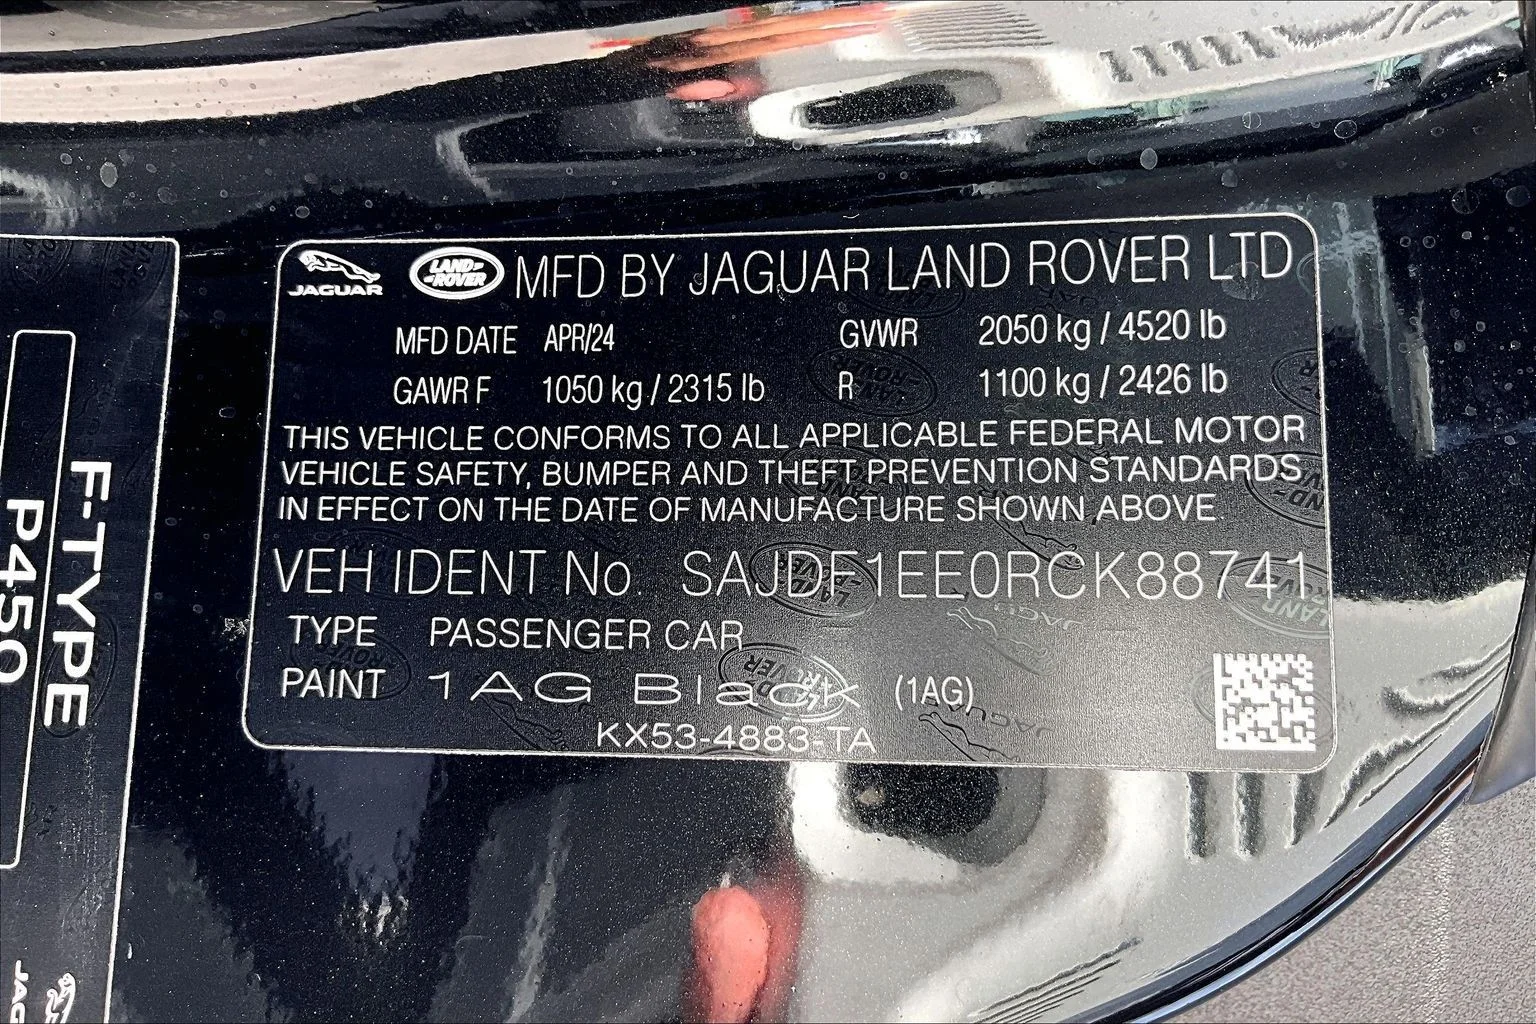 JAGUAR LAND-ROVER MFD BY JAGUAR LAND ROVER LTD
MFD DATE APR/24 GVWR 2050 kg / 4520 lb
GAWR F 1050 kg / 2315 lb R 1100 kg / 2426 lb
THIS VEHICLE CONFORMS TO ALL APPLICABLE FEDERAL MOTOR
VEHICLE SAFETY, BUMPER AND THEFT PREVENTION STANDARDS
IN EFFECT ON THE DATE OF MANUFACTURE SHOWN ABOVE.
VEH IDENT No. SAJDF1EE0RCK88741
TYPE PASSENGER CAR
PAINT 1AG Black (1AG)
KX53-4883-TA
F-TYPE
P450
JAG